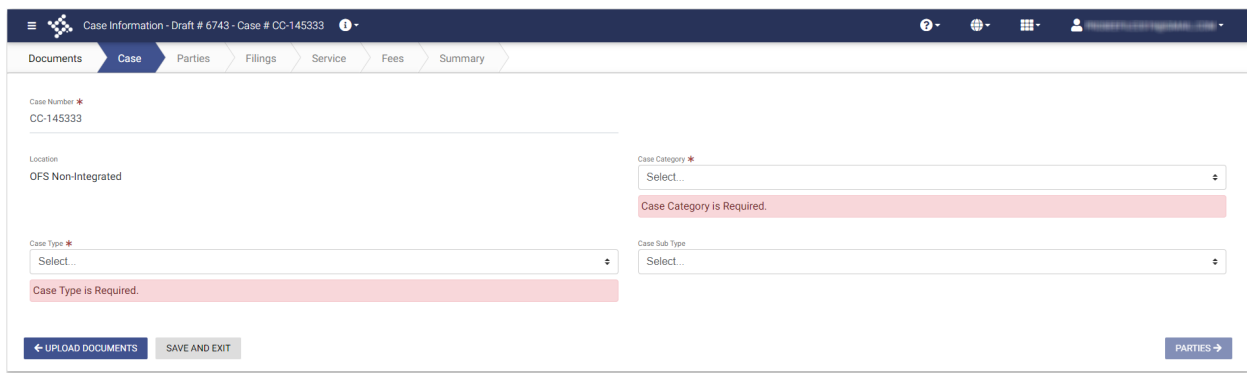 Case Information - Draft # 6743 - Case # CC-145333
Documents Case Parties Filings Service Fees Summary
Case Number *
CC-145333
Location
OFS Non-Integrated
Case Category *
Select...
Case Category is Required.
Case Type *
Select...
Case Type is Required.
Case Sub Type
Select...
UPLOAD DOCUMENTS SAVE AND EXIT PARTIES